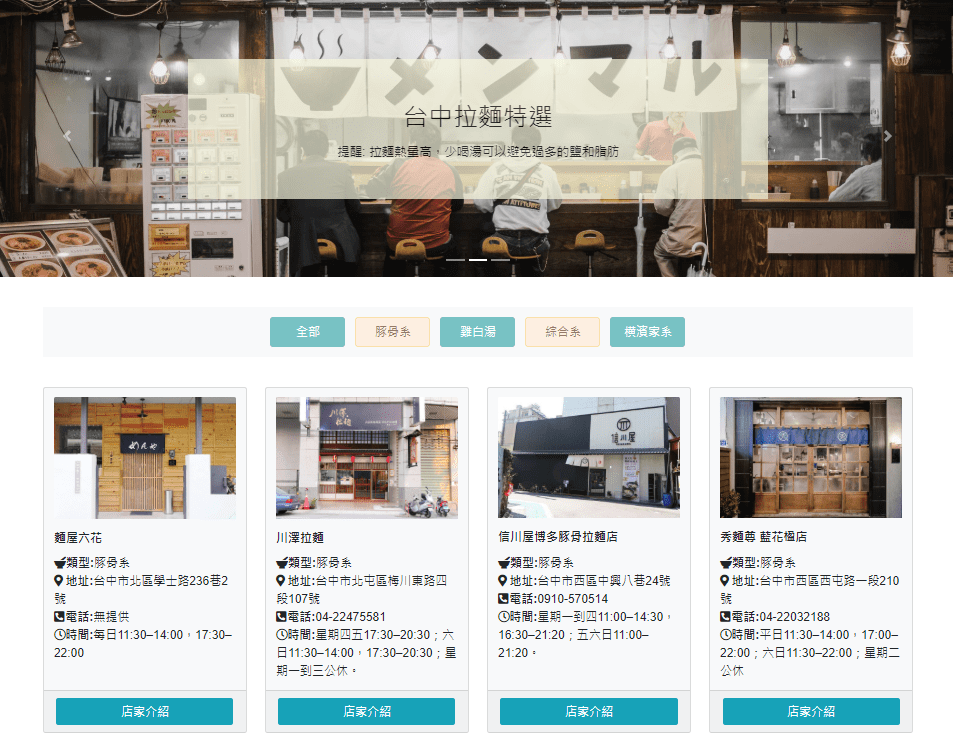 メンマル
台中拉麵特選
提醒: 拉麵熱量高，少喝湯可以避免過多的鹽和脂肪
全部
豚骨系
雞白湯
綜合系
橫濱家系
めんや
川澤
拉麺
信川屋
麵屋六花
類型:豚骨系
地址:台中市北區學士路236巷2
號
電話:無提供
時間:每日11:30–14:00，17:30–
22:00
店家介紹
川澤拉麵
類型:豚骨系
地址:台中市北屯區梅川東路四
段107號
電話:04-22475581
時間:星期四五17:30–20:30；六
日11:30–14:00，17:30–20:30；星
期一到三公休。
店家介紹
信川屋博多豚骨拉麵店
類型:豚骨系
地址:台中市西區中興八巷24號
電話:0910-570514
時間:星期一到四11:00–14:30，
16:30–21:20；五六日11:00–
21:20。
店家介紹
秀麵尊 藍花楹店
類型:豚骨系
地址:台中市西區西屯路一段210
號
電話:04-22032188
時間:平日11:30–14:00，17:00–
22:00；六日11:30–22:00；星期二
公休
店家介紹